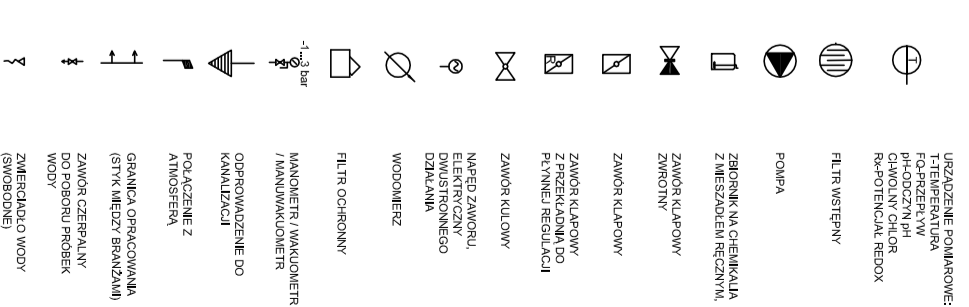 URZĄDZENIE POMIAROWE:
T-TEMPERATURA
FQ-PRZEPŁYW
pH-ODCZYN pH
Cl-WOLNY CHLOR
Rx-POTENCJAŁ REDOX
T
FILTR WSTĘPNY
POMPA
ZBIORNIK NA CHEMIKALIA
Z MIESZADŁEM RĘCZNYM,
ZAWÓR KLAPOWY
ZWROTNY
ZAWÓR KLAPOWY
ZAWÓR KLAPOWY
Z PRZEKŁADNIĄ DO
PŁYNNEJ REGULACJI
R
ZAWÓR KULOWY
NAPĘD ZAWORU,
ELEKTRYCZNY
DWUSTRONNEGO
DZIAŁANIA
WODOMIERZ
FILTR OCHRONNY
-1...3 bar
MANOMETR / WAKUOMETR
/ MANUWAKUOMETR
ODPROWADZENIE DO
KANALIZACJI
POŁĄCZENIE Z
ATMOSFERĄ
GRANICA OPRACOWANIA
(STYK MIĘDZY BRANŻAMI)
ZAWÓR CZERPALNY
DO POBORU PRÓBEK
WODY
ZWIERCIADŁO WODY
(SWOBODNE)